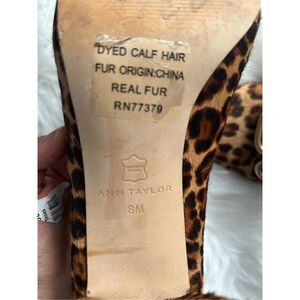 DYED CALF HAIR
FUR ORIGIN:CHINA
REAL FUR
RN77379
ANN TAYLOR
8M